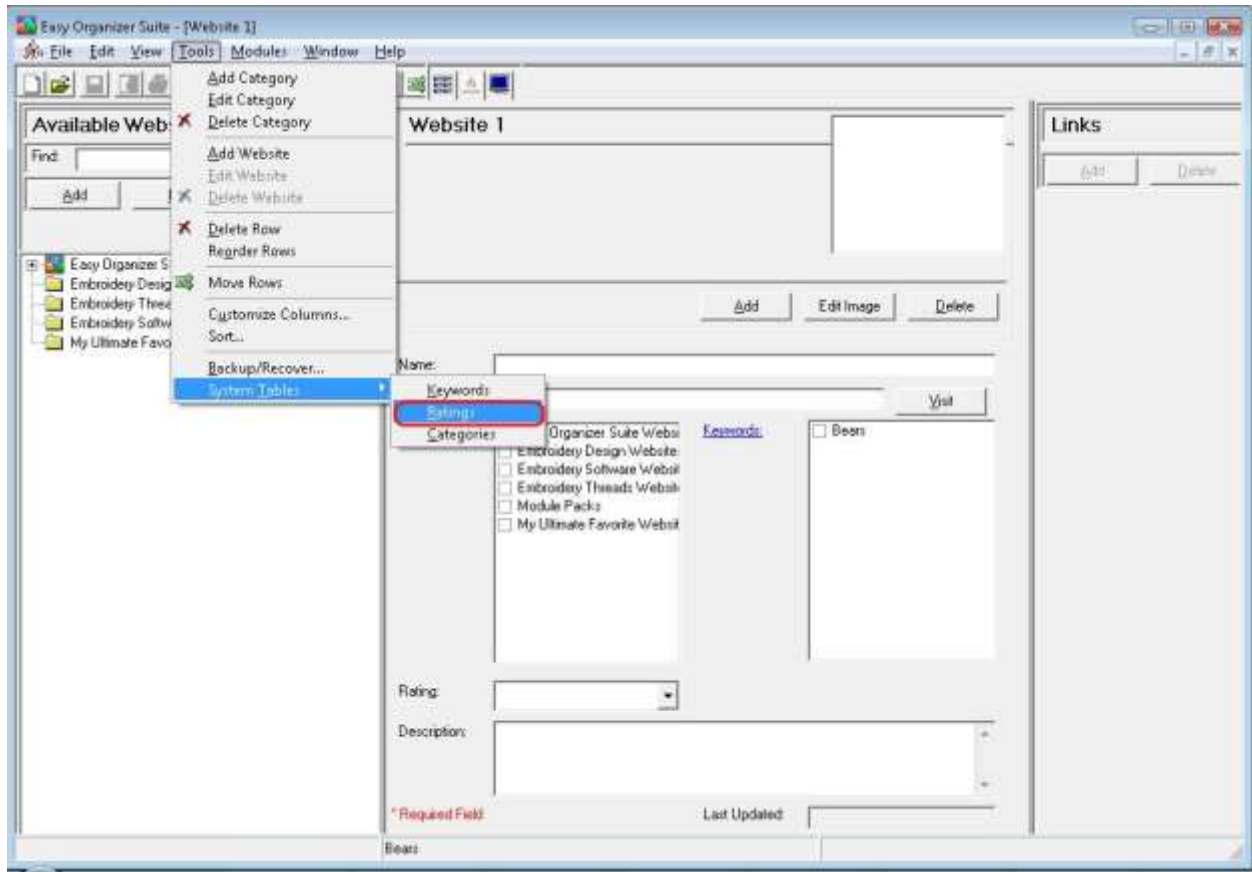 Easy Organizer Suite - [Website 1]
File Edit View Tools Modules Window Help
Add Category
Edit Category
Delete Category
Add Website
Edit Website
Delete Website
Delete Row
Reorder Rows
Move Rows
Customize Columns...
Sort...
Backup/Recover...
System Tables
Keywords
Ratings
Categories
Available Webs
Find:
Add
Easy Organizer S
Embroidery Desig
Embroidery Threa
Embroidery Softw
My Ultimate Favo
Website 1
Add Edit Image Delete
Name:
Visit
Organizer Suite Websi
Embroidery Design Website
Embroidery Software Websit
Embroidery Threads Websit
Module Packs
My Ultimate Favorite Websit
Keywords:
Bears
Rating:
Description:
*Required Field
Last Updated:
Links
Add Delete
Bears